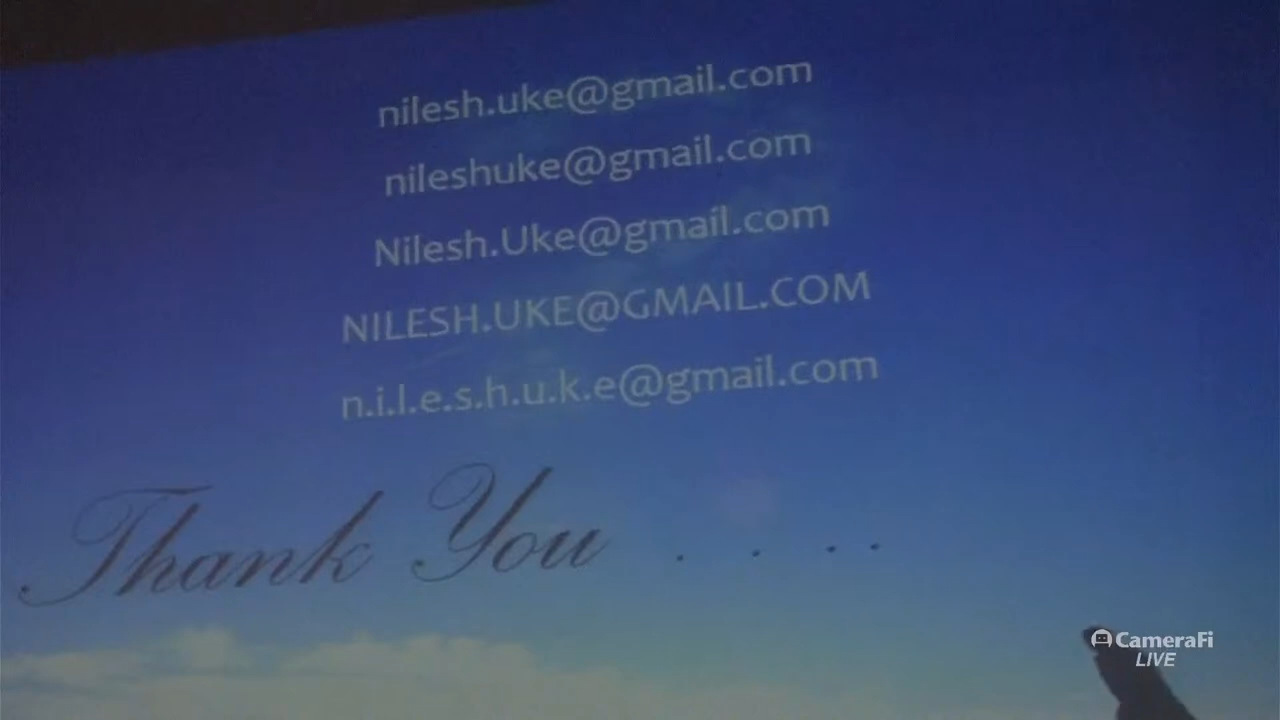 nilesh.uke@gmail.com
nileshuke@gmail.com
Nilesh.Uke@gmail.com
NILESH.UKE@GMAIL.COM
n.i.l.e.s.h.u.k.e@gmail.com
Thank You . . . .
CameraFi
LIVE